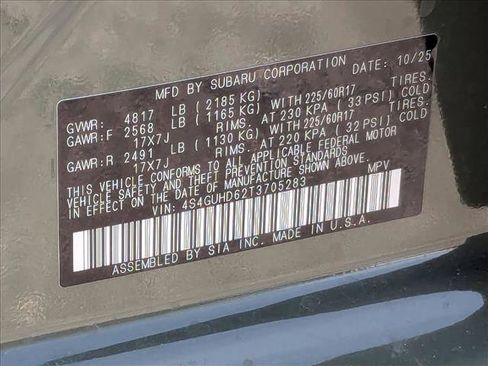 MFD BY SUBARU CORPORATION 10/25
GVWR: 4817 LB (2185 KG)
GAWR:F 2568 LB (1165 KG) WITH 225/60R17 TIRES.
17X7J RIMS. AT 230 KPA (33 PSI) COLD
GAWR:R 2491 LB (1130 KG) WITH 225/60R17 TIRES.
17X7J RIMS. AT 220 KPA (32 PSI) COLD
THIS VEHICLE CONFORMS TO ALL APPLICABLE FEDERAL MOTOR
VEHICLE SAFETY AND THEFT PREVENTION STANDARDS
IN EFFECT ON THE DATE OF MANUFACTURE SHOWN ABOVE.
VIN: 4S4GUHD62T3705283 MPV
ASSEMBLED BY SIA INC. MADE IN U.S.A.